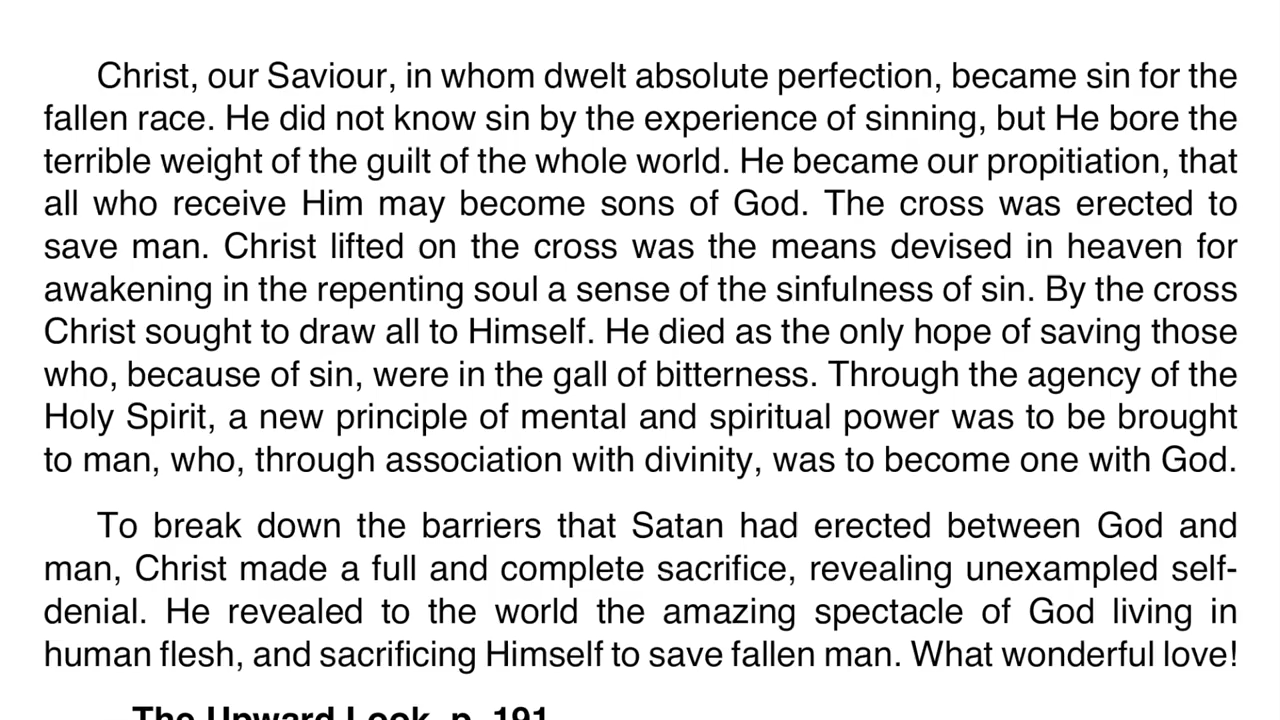 Christ, our Saviour, in whom dwelt absolute perfection, became sin for the
fallen race. He did not know sin by the experience of sinning, but He bore the
terrible weight of the guilt of the whole world. He became our propitiation, that
all who receive Him may become sons of God. The cross was erected to
save man. Christ lifted on the cross was the means devised in heaven for
awakening in the repenting soul a sense of the sinfulness of sin. By the cross
Christ sought to draw all to Himself. He died as the only hope of saving those
who, because of sin, were in the gall of bitterness. Through the agency of the
Holy Spirit, a new principle of mental and spiritual power was to be brought
to man, who, through association with divinity, was to become one with God.
To break down the barriers that Satan had erected between God and
man, Christ made a full and complete sacrifice, revealing unexampled self-
denial. He revealed to the world the amazing spectacle of God living in
human flesh, and sacrificing Himself to save fallen man. What wonderful love!
The Upward Look, p. 191